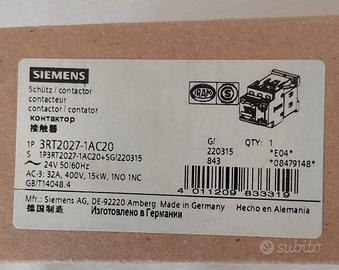 SIEMENS
Schütz / contactor
contacteur
contactor / contator
контактор
接触器
1P 3RT2027-1AC20
S 1P3RT2027-1AC20+SG/220315
~ 24V 50/60Hz
AC-3: 32A, 400V, 15kW, 1NO 1NC
GB/T14048.4
G/
220315
843
QTY: 1
*E04*
*08479148*
4 011209 833319
Mfr.: Siemens AG, DE-92220 Amberg Made in Germany
德国制造 Изготовлено в Германии Hecho en Alemania
subito